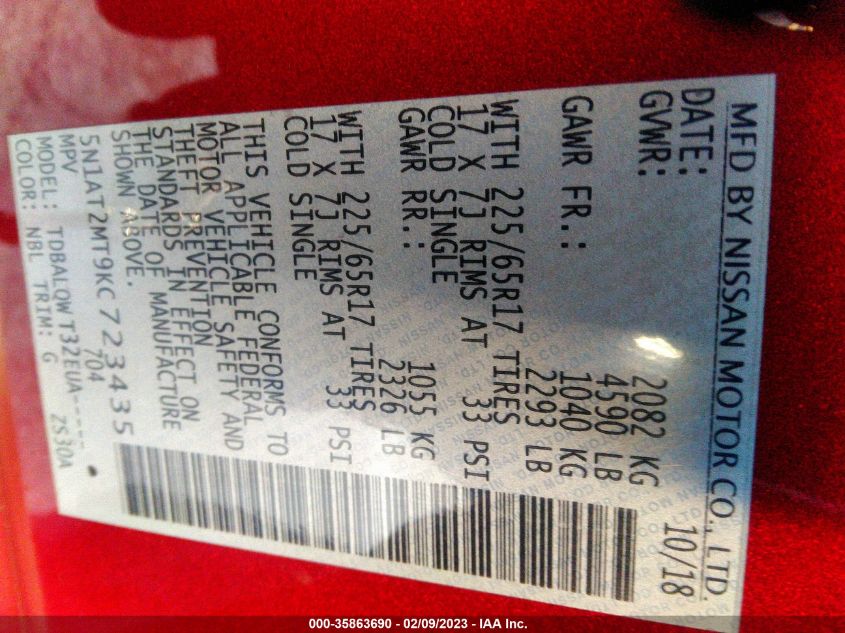 MFD BY NISSAN MOTOR CO., LTD.
DATE: 10/18
GVWR: 2082 KG
4590 LB
GAWR FR.: 1040 KG
2293 LB
WITH 225/65R17 TIRES
17 X 7J RIMS AT 33 PSI
COLD SINGLE
GAWR RR.: 1055 KG
2326 LB
WITH 225/65R17 TIRES
17 X 7J RIMS AT 33 PSI
COLD SINGLE
THIS VEHICLE CONFORMS TO
ALL APPLICABLE FEDERAL
MOTOR VEHICLE SAFETY AND
THEFT PREVENTION
STANDARDS IN EFFECT ON
THE DATE OF MANUFACTURE
SHOWN ABOVE.
5N1AT2MT9KC723435
MPV 704
MODEL: TDBALQWT32EUA-----
COLOR: NBL TRIM: G ZS30A
000-35863690 - 02/09/2023 - IAA Inc.